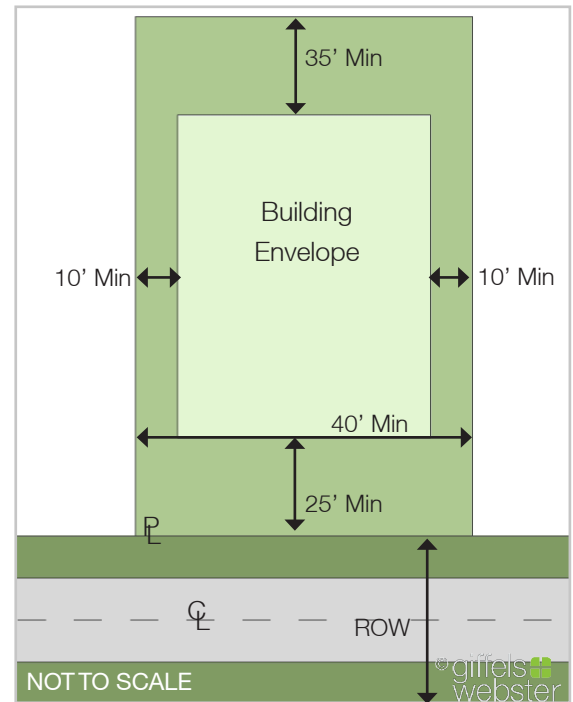 35’ Min
Building
Envelope
10’ Min
10’ Min
40’ Min
25’ Min
PL
CL
ROW
NOT TO SCALE
© giffels
webster